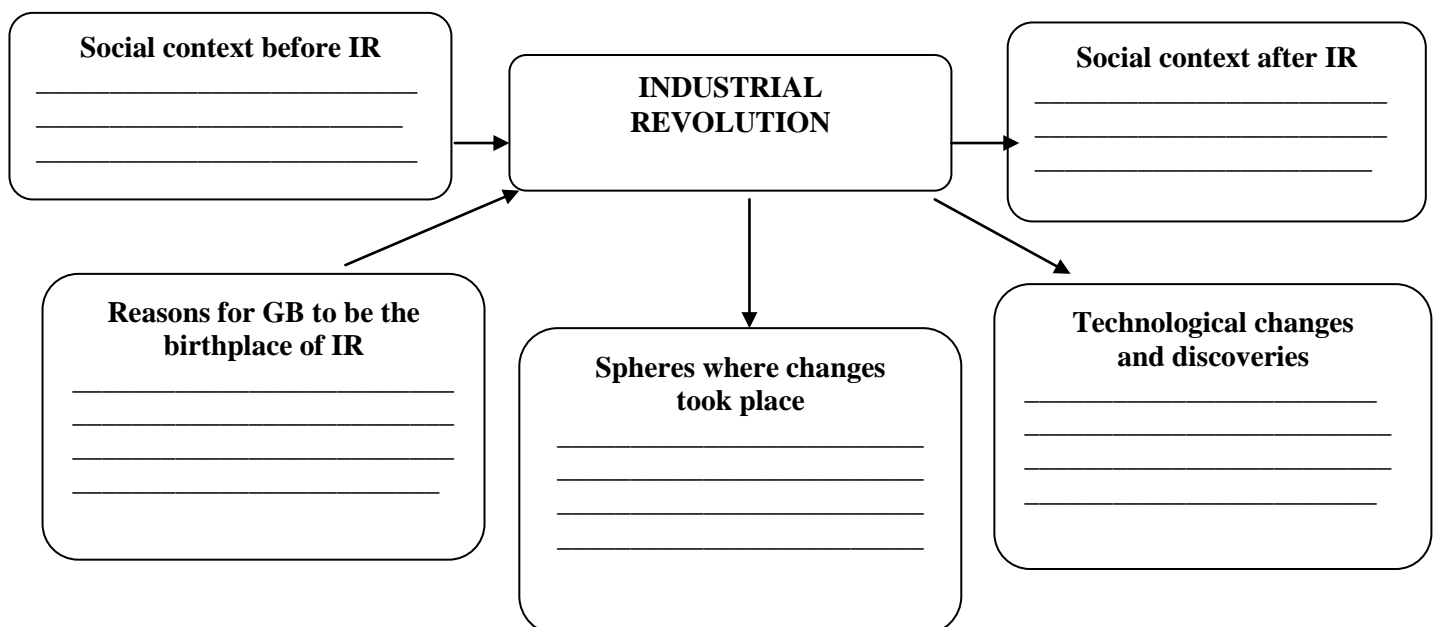 Social context before IR
INDUSTRIAL
REVOLUTION
Social context after IR
Reasons for GB to be the
birthplace of IR
Spheres where changes
took place
Technological changes
and discoveries